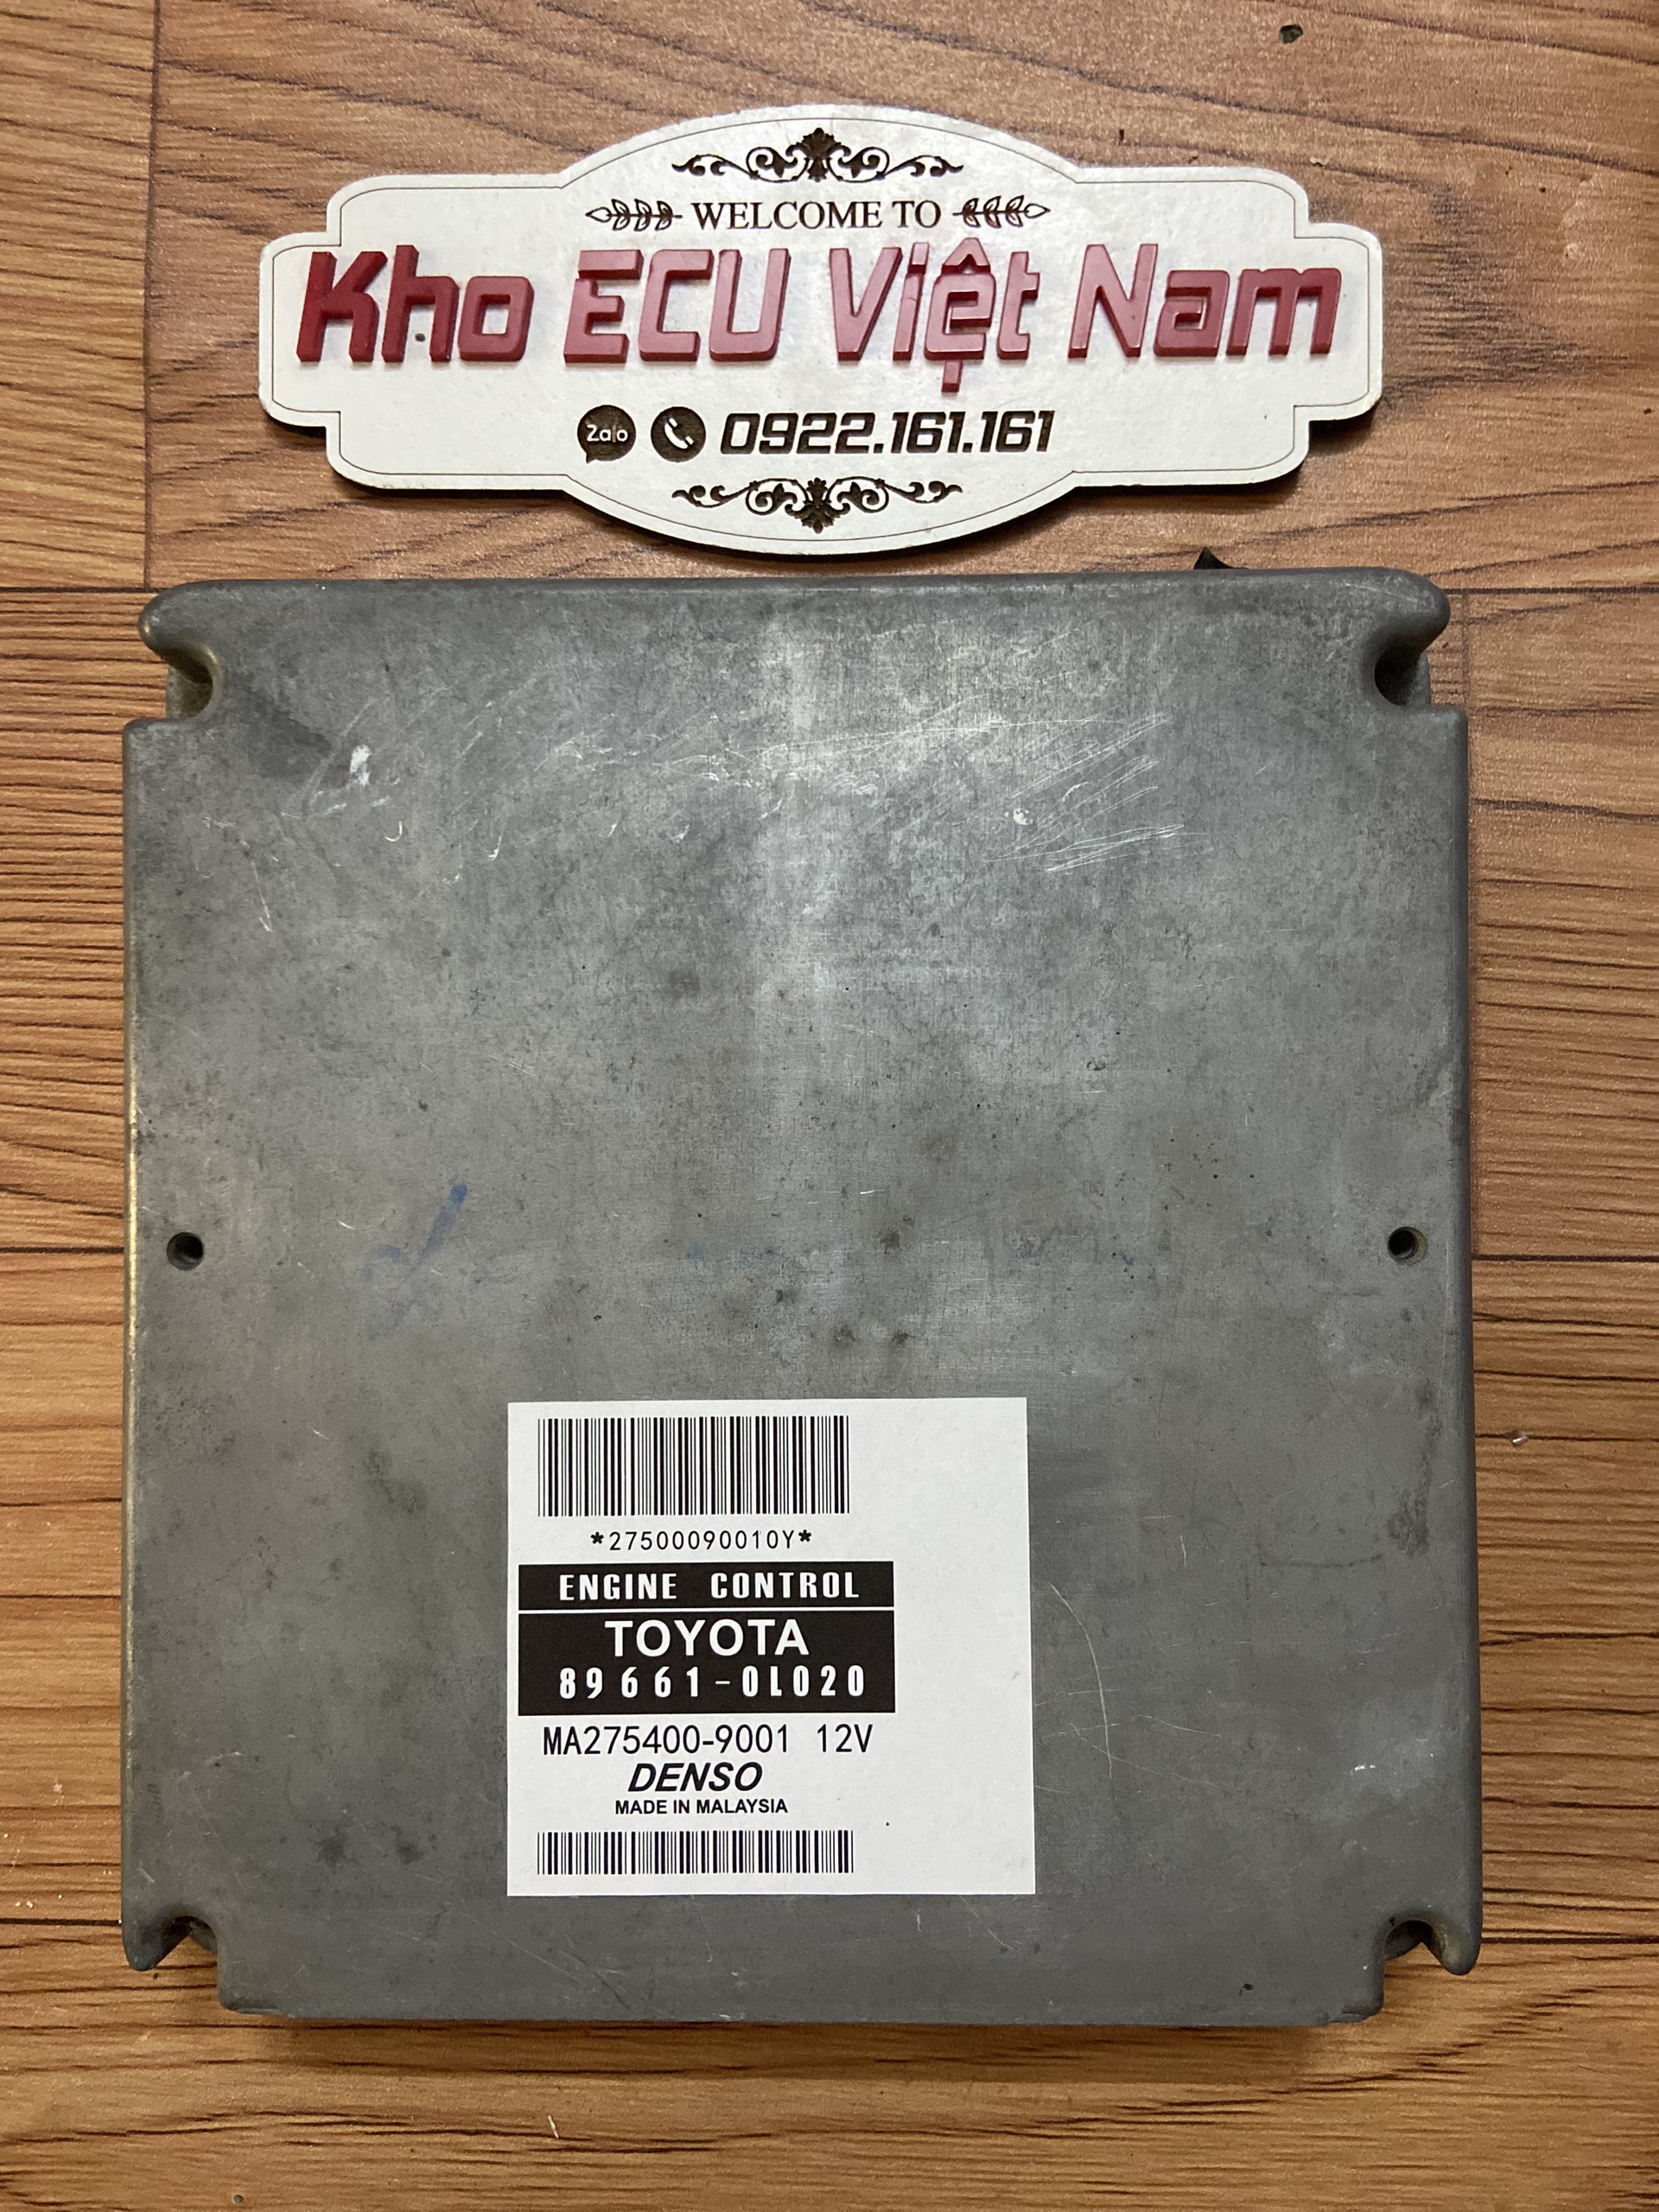 WELCOME TO
Kho ECU Việt Nam
Zalo 0922.161.161
*27500090010Y*
ENGINE CONTROL
TOYOTA
89661-0L020
MA275400-9001 12V
DENSO
MADE IN MALAYSIA